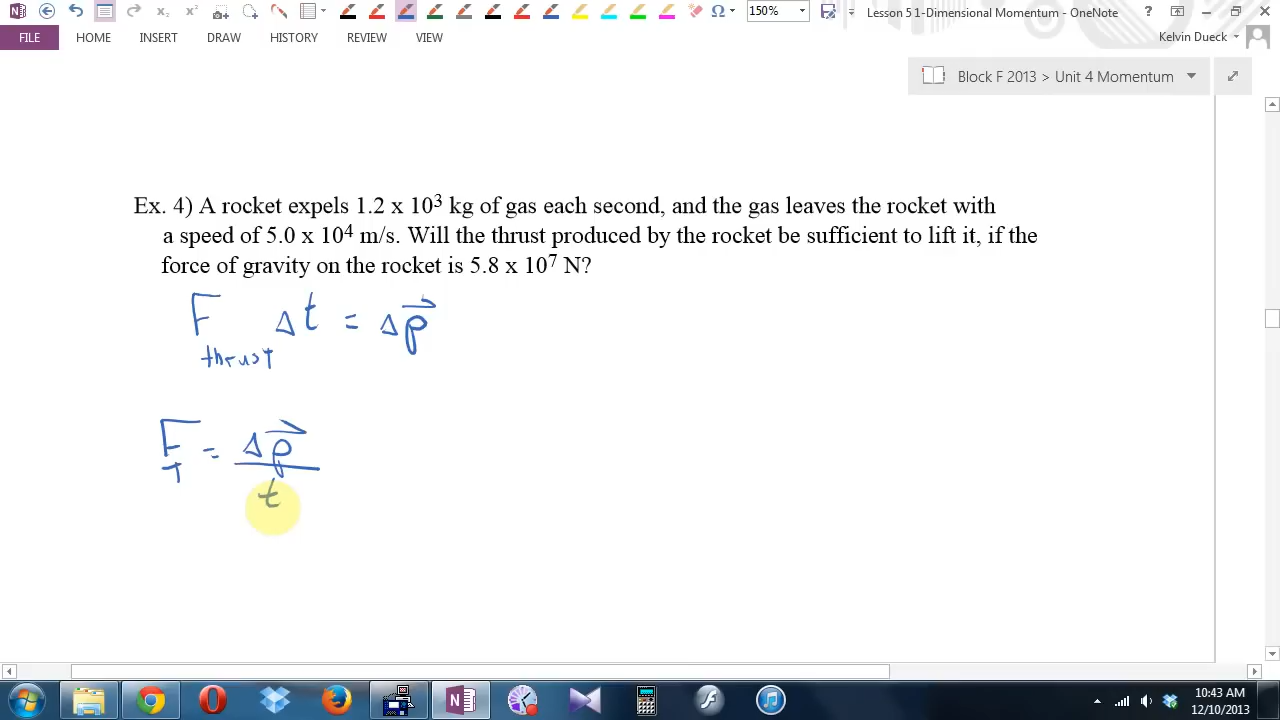 150%
Lesson 5 1-Dimensional Momentum - OneNote
FILE HOME INSERT DRAW HISTORY REVIEW VIEW
Kelvin Dueck
Block F 2013 > Unit 4 Momentum
Ex. 4) A rocket expels 1.2 x 10³ kg of gas each second, and the gas leaves the rocket with
a speed of 5.0 x 10⁴ m/s. Will the thrust produced by the rocket be sufficient to lift it, if the
force of gravity on the rocket is 5.8 x 10⁷ N?
F thrust Δt = Δp⃗
F T = Δp⃗ / t
10:43 AM
12/10/2013